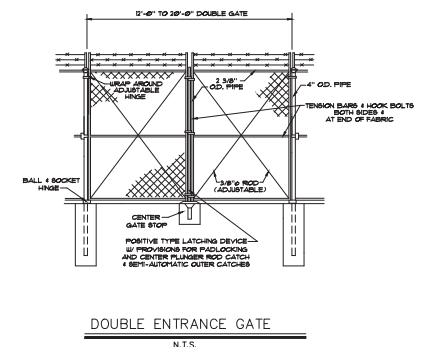 12'-0" TO 20'-0" DOUBLE GATE
WRAP AROUND
ADJUSTABLE
HINGE
2 3/8"
O.D. PIPE
4" O.D. PIPE
TENSION BARS & HOOK BOLTS
BOTH SIDES &
AT END OF FABRIC
BALL & SOCKET
HINGE
3/8"ø ROD
(ADJUSTABLE)
CENTER
GATE STOP
POSITIVE TYPE LATCHING DEVICE
W/ PROVISIONS FOR PADLOCKING
AND CENTER PLUNGER ROD CATCH
& SEMI-AUTOMATIC OUTER CATCHES
DOUBLE ENTRANCE GATE
N.T.S.